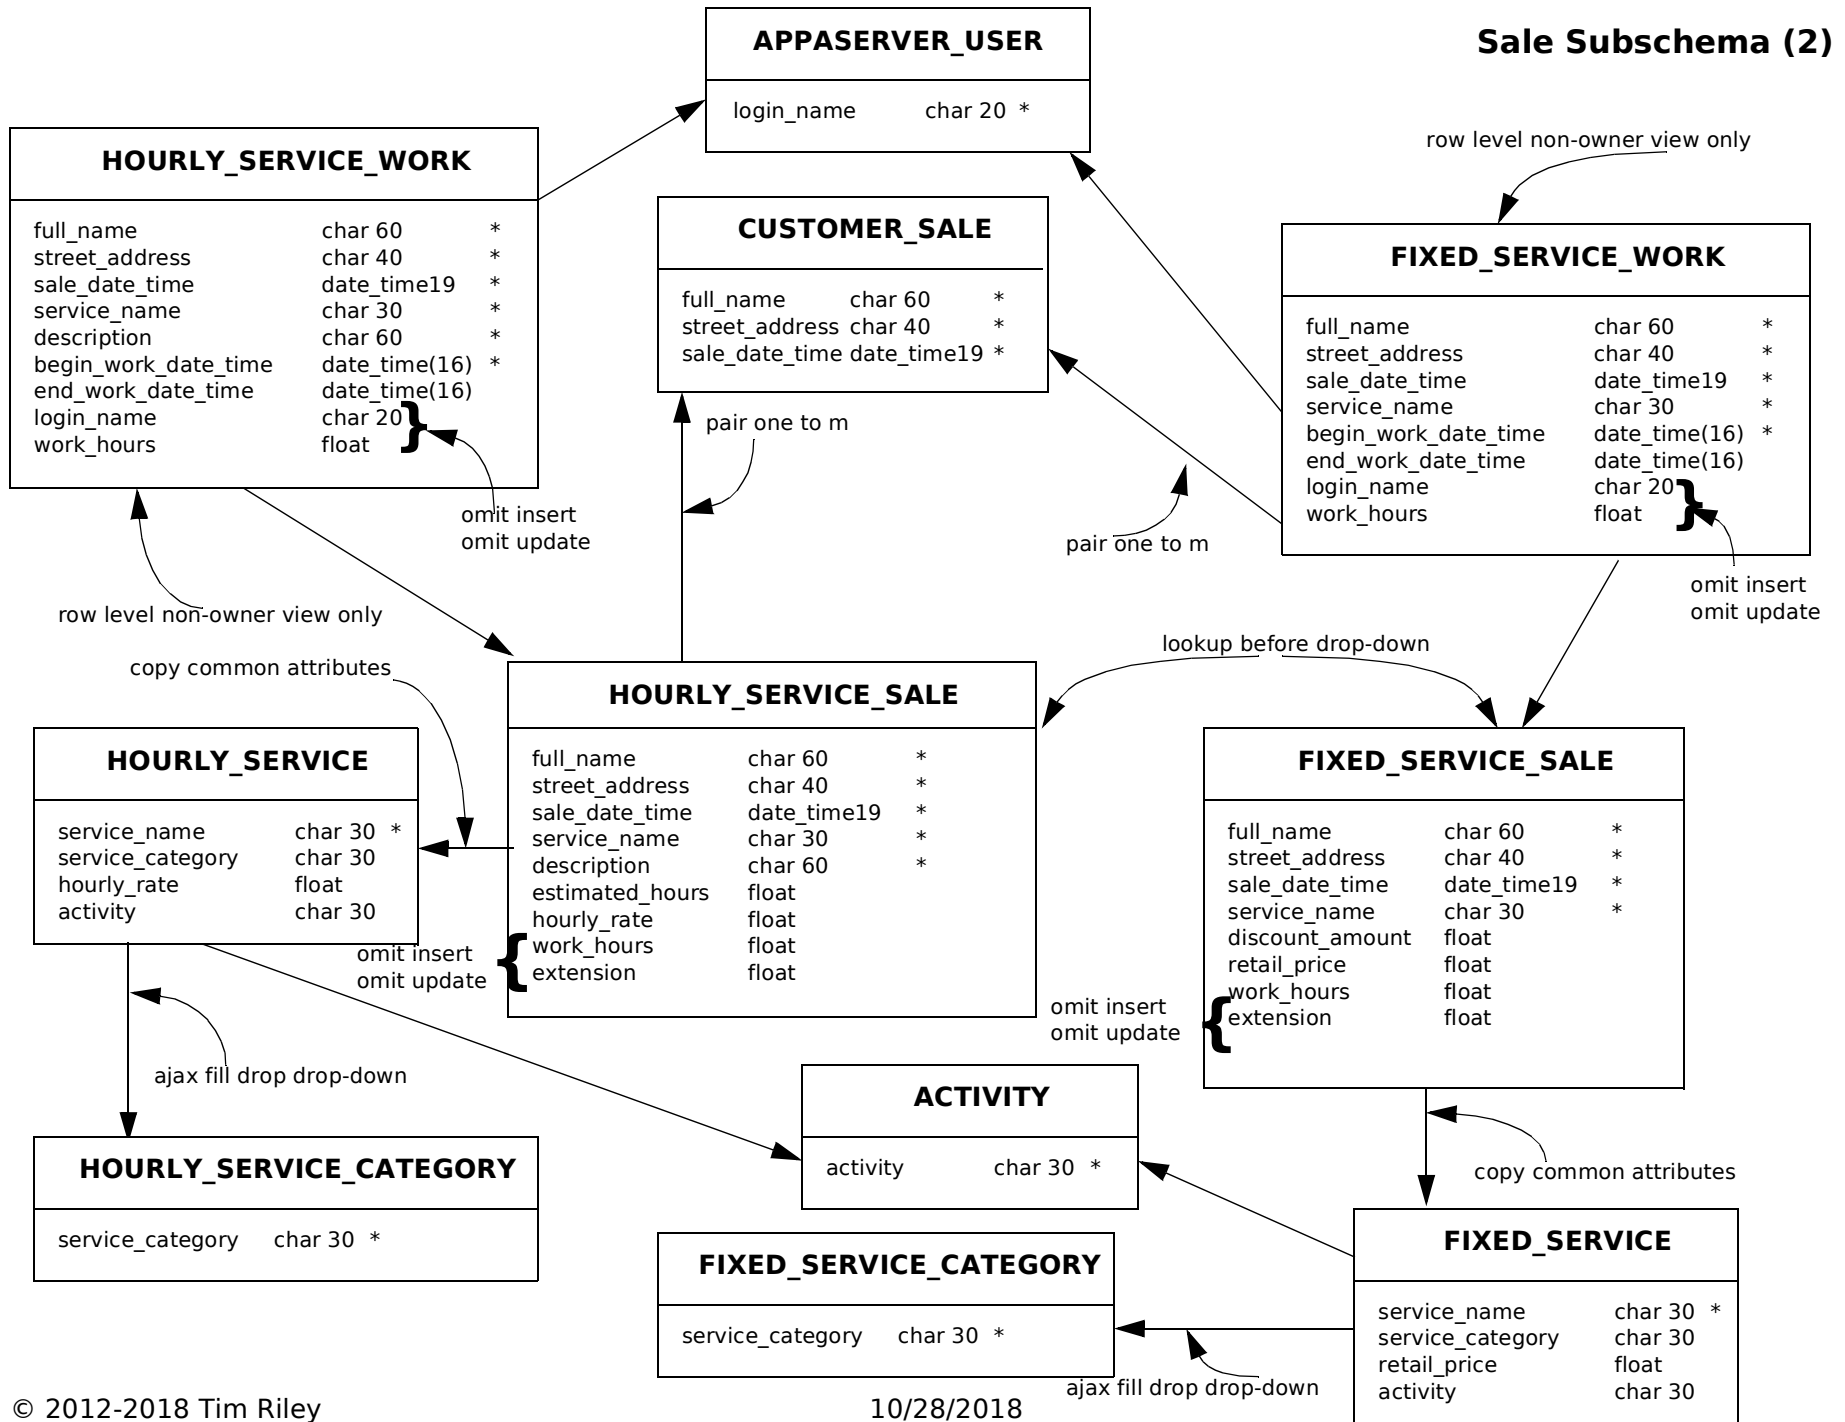 Sale Subschema (2)
APPASERVER_USER
login_name char 20 *
HOURLY_SERVICE_WORK
full_name char 60 *
street_address char 40 *
sale_date_time date_time19 *
service_name char 30 *
description char 60 *
begin_work_date_time date_time(16) *
end_work_date_time date_time(16)
login_name char 20
work_hours float
}
omit insert
omit update
row level non-owner view only
CUSTOMER_SALE
full_name char 60 *
street_address char 40 *
sale_date_time date_time19 *
pair one to m
row level non-owner view only
FIXED_SERVICE_WORK
full_name char 60 *
street_address char 40 *
sale_date_time date_time19 *
service_name char 30 *
begin_work_date_time date_time(16) *
end_work_date_time date_time(16)
login_name char 20
work_hours float
}
omit insert
omit update
pair one to m
lookup before drop-down
copy common attributes
HOURLY_SERVICE_SALE
full_name char 60 *
street_address char 40 *
sale_date_time date_time19 *
service_name char 30 *
description char 60 *
estimated_hours float
hourly_rate float
work_hours float
extension float
{
omit insert
omit update
HOURLY_SERVICE
service_name char 30 *
service_category char 30
hourly_rate float
activity char 30
ajax fill drop drop-down
FIXED_SERVICE_SALE
full_name char 60 *
street_address char 40 *
sale_date_time date_time19 *
service_name char 30 *
discount_amount float
retail_price float
work_hours float
extension float
{
omit insert
omit update
copy common attributes
ACTIVITY
activity char 30 *
HOURLY_SERVICE_CATEGORY
service_category char 30 *
FIXED_SERVICE_CATEGORY
service_category char 30 *
ajax fill drop drop-down
FIXED_SERVICE
service_name char 30 *
service_category char 30
retail_price float
activity char 30
© 2012-2018 Tim Riley
10/28/2018